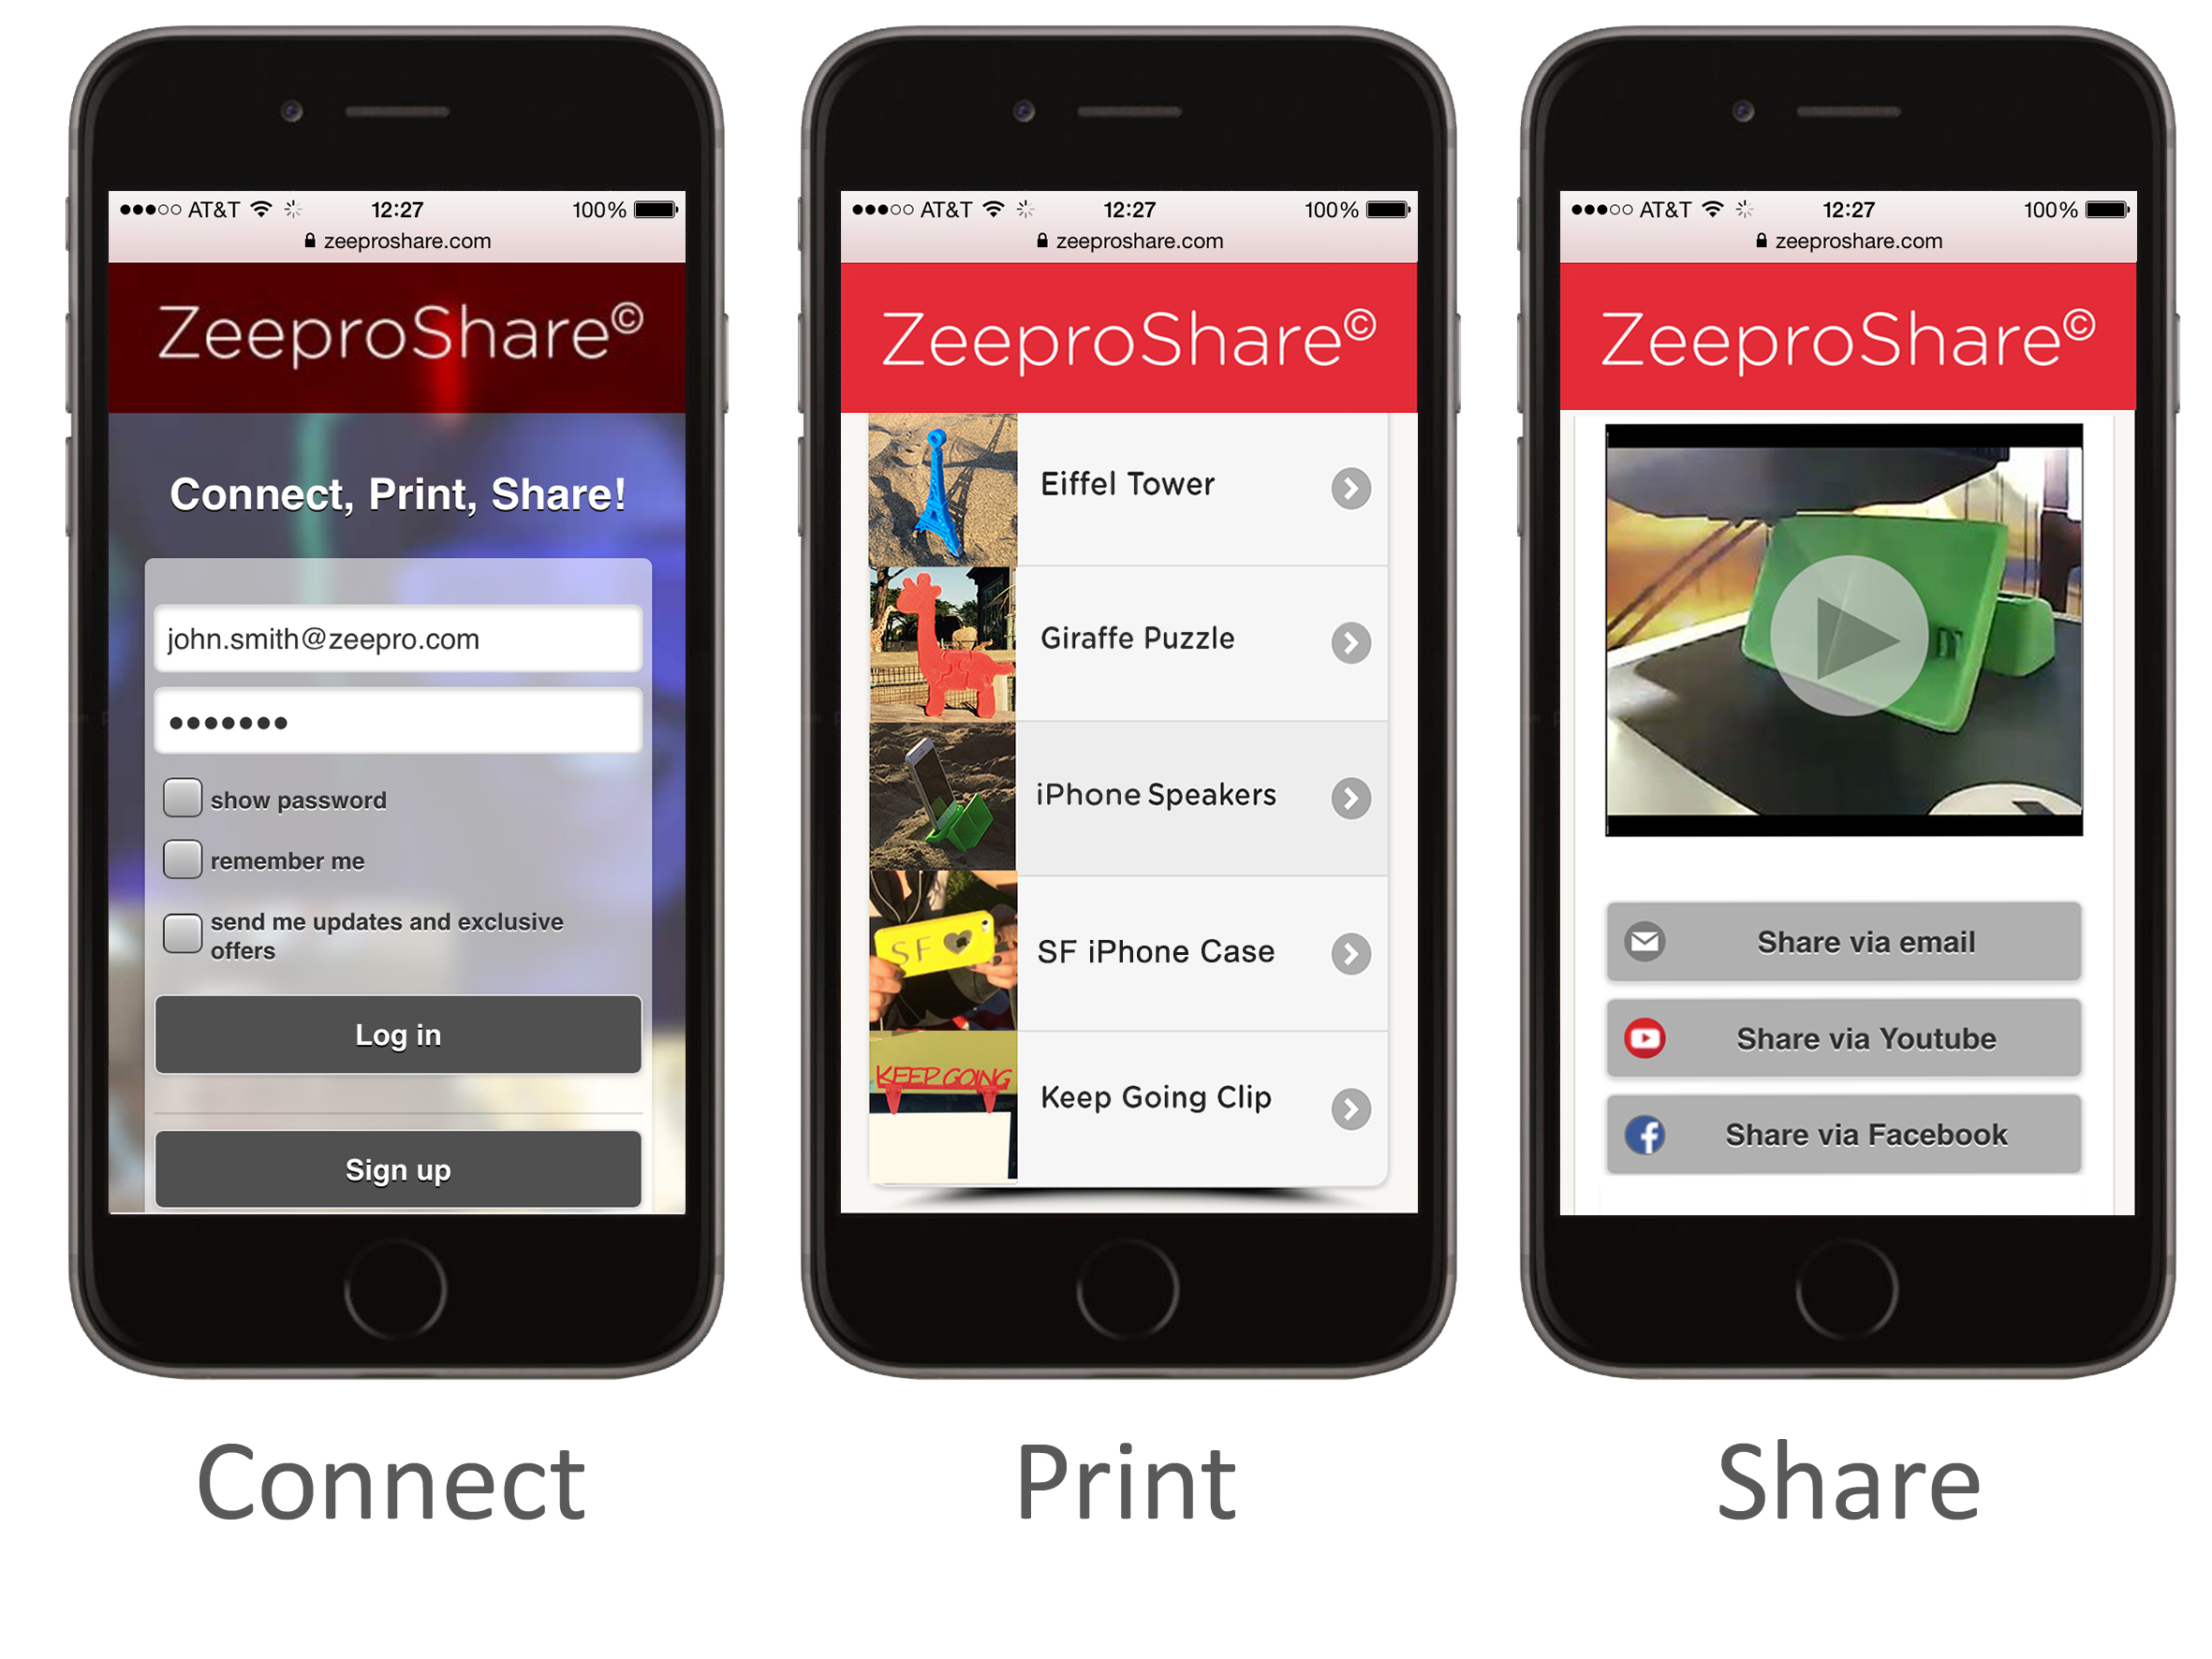 AT&T 12:27 100%
zeeproshare.com
ZeeproShare©
Connect, Print, Share!
john.smith@zeepro.com
•••••••
show password
remember me
send me updates and exclusive
offers
Log in
Sign up
Connect
AT&T 12:27 100%
zeeproshare.com
ZeeproShare©
Eiffel Tower
Giraffe Puzzle
iPhone Speakers
SF
SF iPhone Case
KEEP GOING
Keep Going Clip
Print
AT&T 12:27 100%
zeeproshare.com
ZeeproShare©
Share via email
Share via Youtube
Share via Facebook
Share